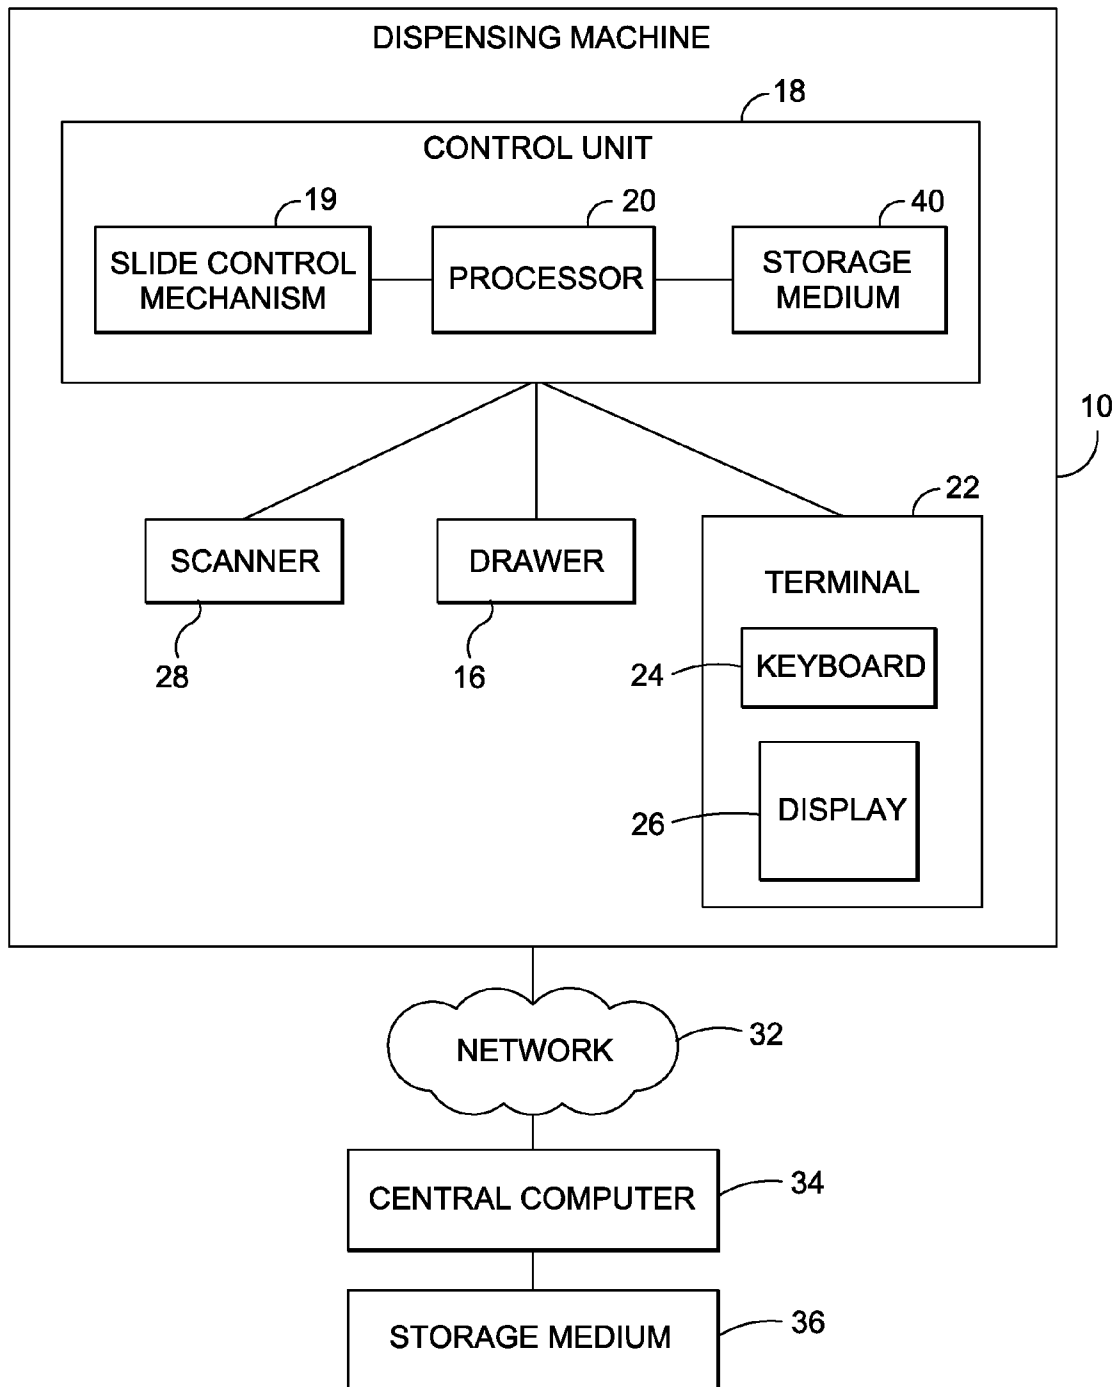 DISPENSING MACHINE
18
CONTROL UNIT
19
20
40
SLIDE CONTROL
MECHANISM
PROCESSOR
STORAGE
MEDIUM
10
22
SCANNER
DRAWER
TERMINAL
28
16
24
KEYBOARD
26
DISPLAY
NETWORK
32
CENTRAL COMPUTER
34
STORAGE MEDIUM
36